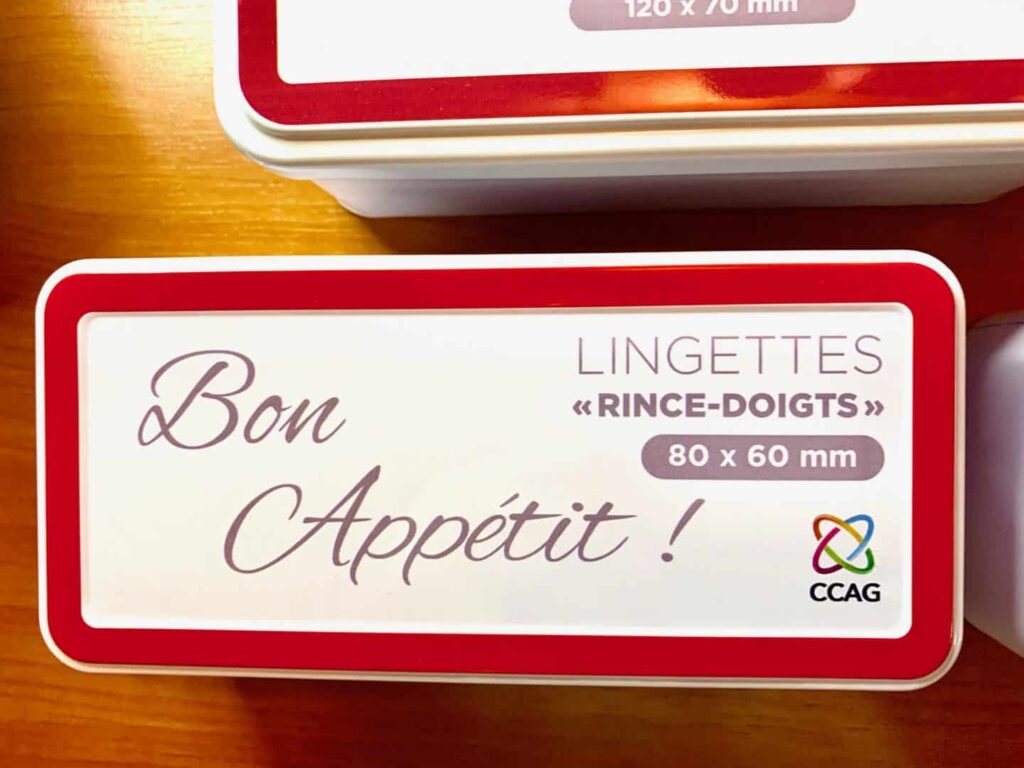 120 x 70 mm
Bon
Appétit !
LINGETTES
«RINCE-DOIGTS»
80 x 60 mm
CCAG